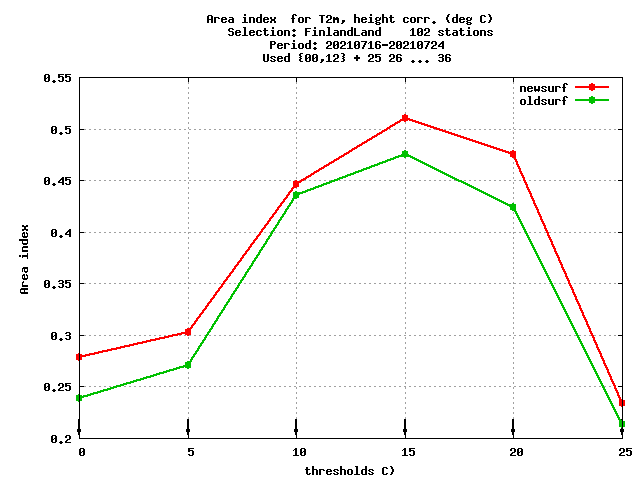 Area index  for T2m, height corr. (deg C)
Selection: FinlandLand    102 stations
Period: 20210716-20210724
Used {00,12} + 25 26 ... 36
newsurf
oldsurf
0.55
0.5
0.45
0.4
0.35
0.3
0.25
0.2
Area index
0 5 10 15 20 25
thresholds C)